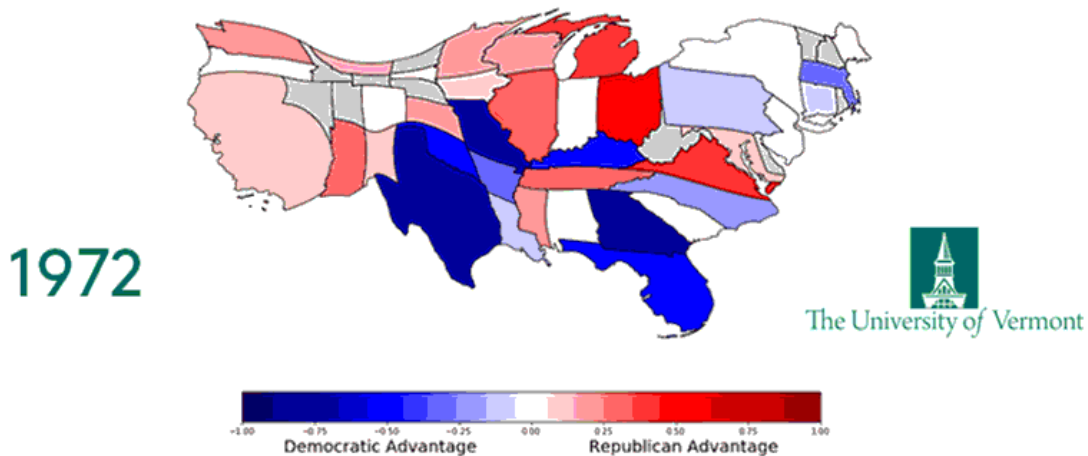 1972
The University of Vermont
−1.00 −0.75 −0.50 −0.25 0.00 0.25 0.50 0.75 1.00
Democratic Advantage Republican Advantage